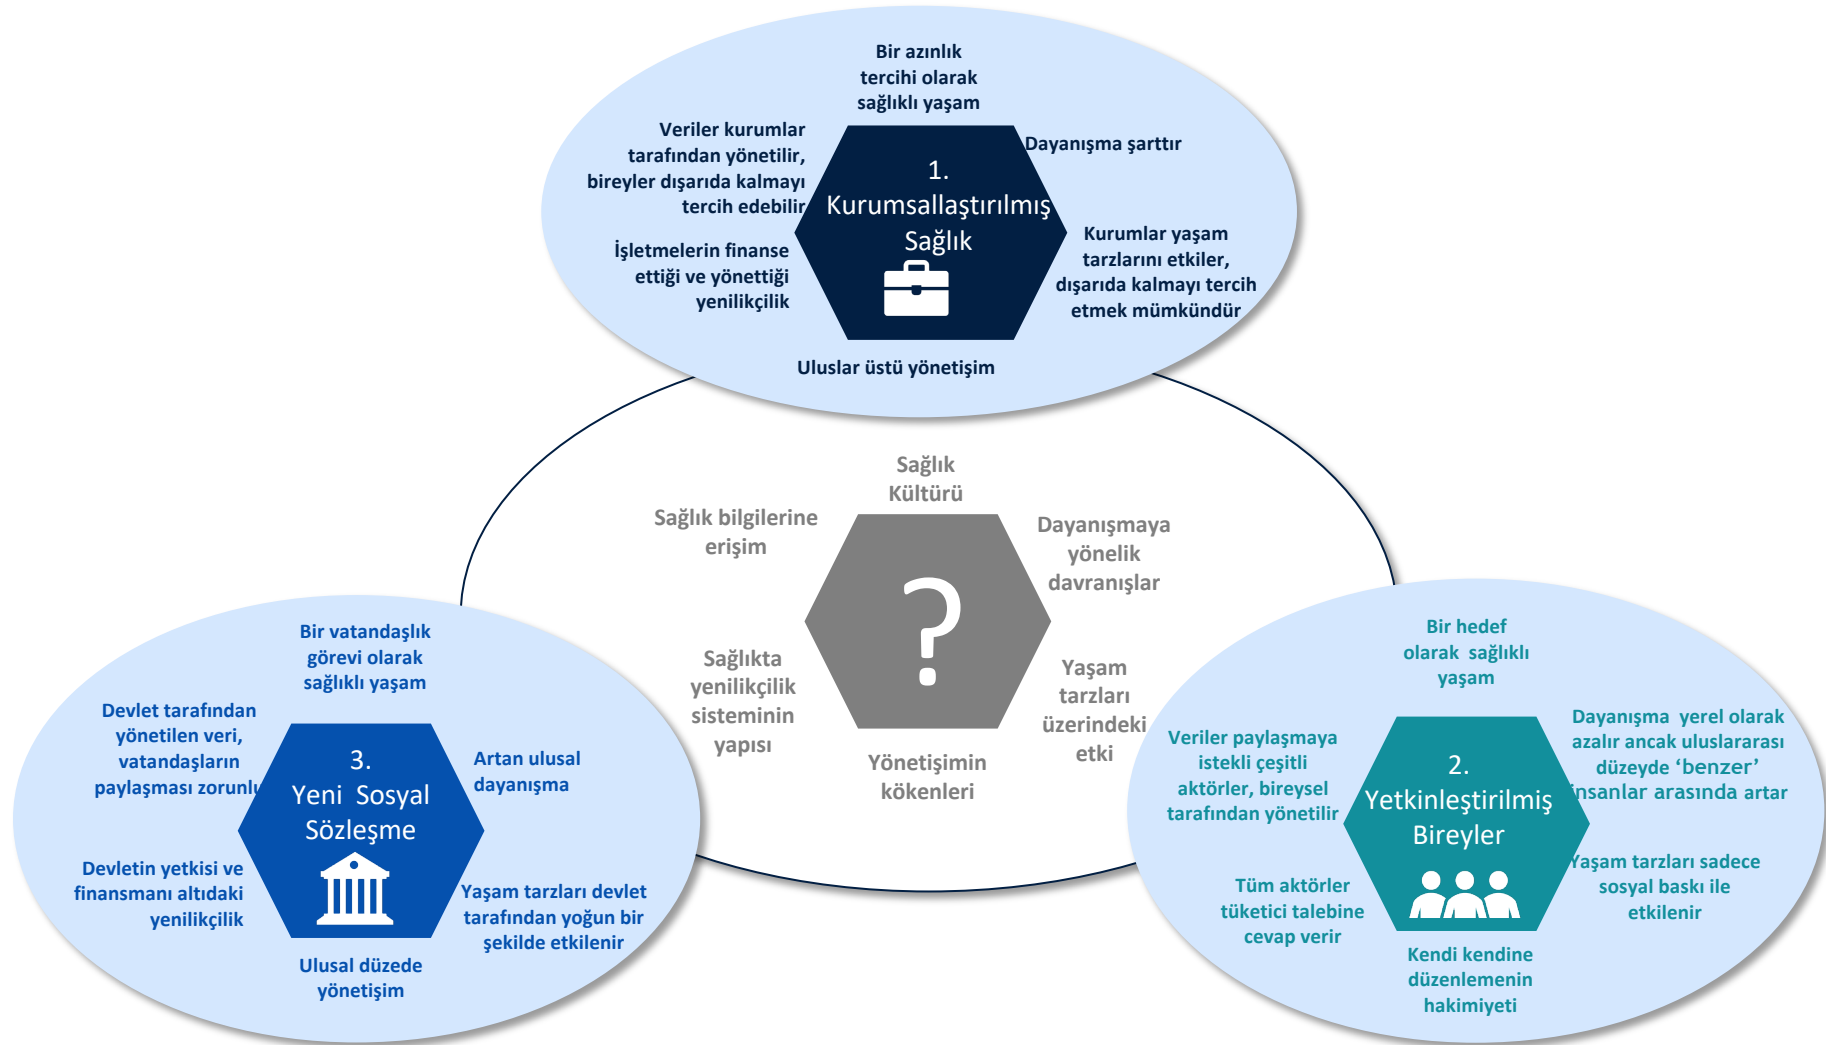 Bir azınlık
tercihi olarak
sağlıklı yaşam
Veriler kurumlar
tarafından yönetilir,
bireyler dışarıda kalmayı
tercih edebilir
Dayanışma şarttır
1.
Kurumsallaştırılmış
Sağlık
İşletmelerin finanse
ettiği ve yönettiği
yenilikçilik
Kurumlar yaşam
tarzlarını etkiler,
dışarıda kalmayı tercih
etmek mümkündür
Uluslar üstü yönetişim
Sağlık
Kültürü
Sağlık bilgilerine
erişim
Dayanışmaya
yönelik
davranışlar
?
Sağlıkta
yenilikçilik
sisteminin
yapısı
Yaşam
tarzları
üzerindeki
etki
Yönetişimin
kökenleri
Bir vatandaşlık
görevi olarak
sağlıklı yaşam
Devlet tarafından
yönetilen veri,
vatandaşların
paylaşması zorunlu
3.
Yeni  Sosyal
Sözleşme
Artan ulusal
dayanışma
Devletin yetkisi ve
finansmanı altıdaki
yenilikçilik
Yaşam tarzları devlet
tarafından yoğun bir
şekilde etkilenir
Ulusal düzede
yönetişim
Bir hedef
olarak  sağlıklı
yaşam
Veriler paylaşmaya
istekli çeşitli
aktörler, bireysel
tarafından yönetilir
2.
Yetkinleştirilmiş
Bireyler
Dayanışma  yerel olarak
azalır ancak uluslararası
düzeyde ‘benzer’
insanlar arasında artar
Tüm aktörler
tüketici talebine
cevap verir
Yaşam tarzları sadece
sosyal baskı ile
etkilenir
Kendi kendine
düzenlemenin
hakimiyeti